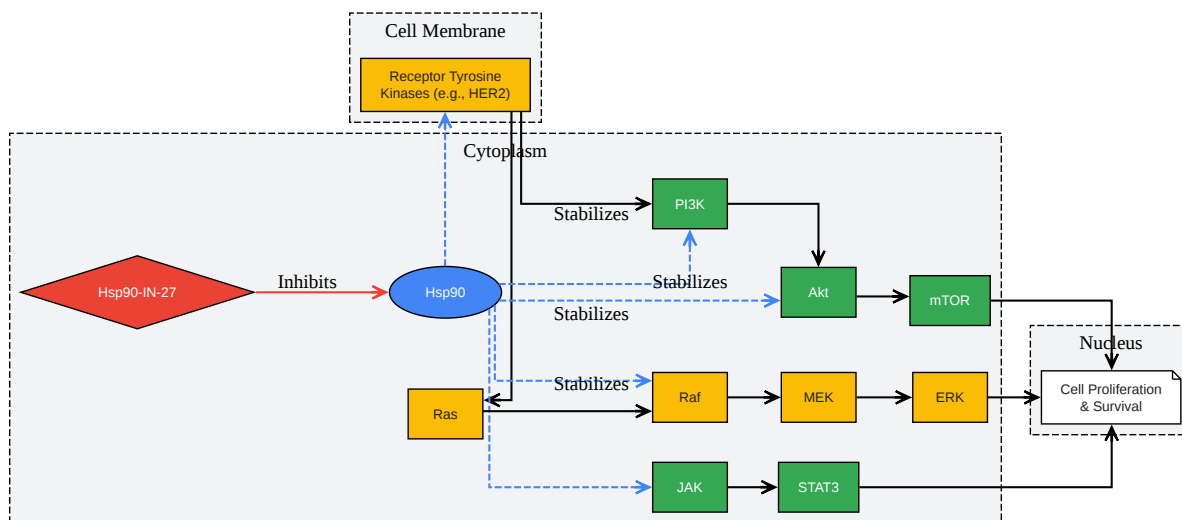 Cell Membrane
Receptor Tyrosine
Kinases (e.g., HER2)
Cytoplasm
PI3K
Stabilizes
Hsp90-IN-27
Inhibits
Hsp90
Stabilizes
Akt
mTOR
Stabilizes
Nucleus
Stabilizes
Cell Proliferation
& Survival
Ras
Raf
MEK
ERK
JAK
STAT3